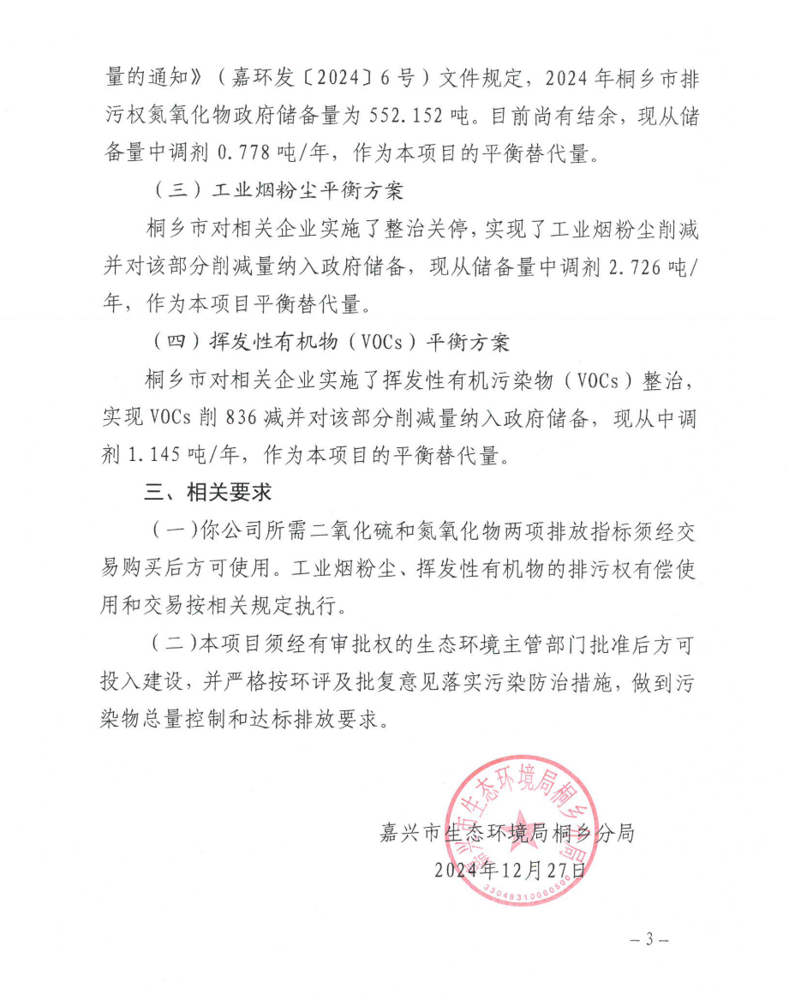 量的通知》（嘉环发〔2024〕6号）文件规定，2024年桐乡市排
污权氮氧化物政府储备量为552.152吨。目前尚有结余，现从储
备量中调剂0.778吨/年，作为本项目的平衡替代量。
（三）工业烟粉尘平衡方案
桐乡市对相关企业实施了整治关停，实现了工业烟粉尘削减
并对该部分削减量纳入政府储备，现从储备量中调剂2.726吨/
年，作为本项目平衡替代量。
（四）挥发性有机物（VOCs）平衡方案
桐乡市对相关企业实施了挥发性有机污染物（VOCs）整治，
实现VOCs削836减并对该部分削减量纳入政府储备，现从中调
剂1.145吨/年，作为本项目的平衡替代量。
三、相关要求
（一）你公司所需二氧化硫和氮氧化物两项排放指标须经交
易购买后方可使用。工业烟粉尘、挥发性有机物的排污权有偿使
用和交易按相关规定执行。
（二）本项目须经有审批权的生态环境主管部门批准后方可
投入建设，并严格按环评及批复意见落实污染防治措施，做到污
染物总量控制和达标排放要求。
嘉兴市生态环境局桐乡分局
嘉兴市生态环境局桐乡分局
2024年12月27日
33048310060500
－3－